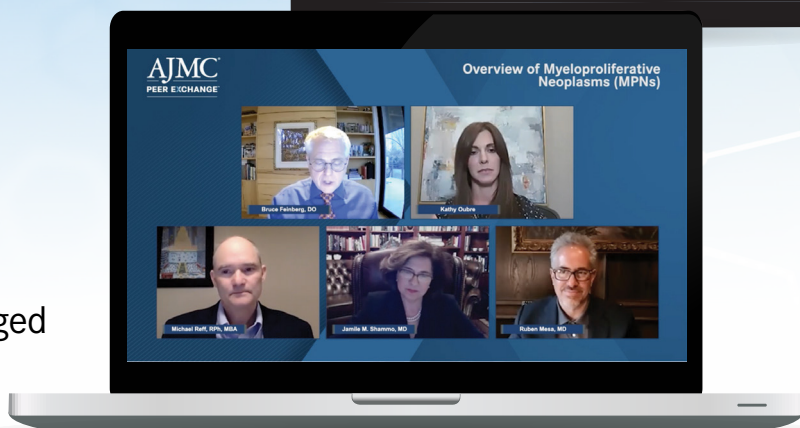 AJMC®
PEER EXCHANGE™
Overview of Myeloproliferative
Neoplasms (MPNs)
Bruce Feinberg, DO
Kathy Oubre
Michael Reff, RPh, MBA
Jamile M. Shammo, MD
Ruben Mesa, MD
ged